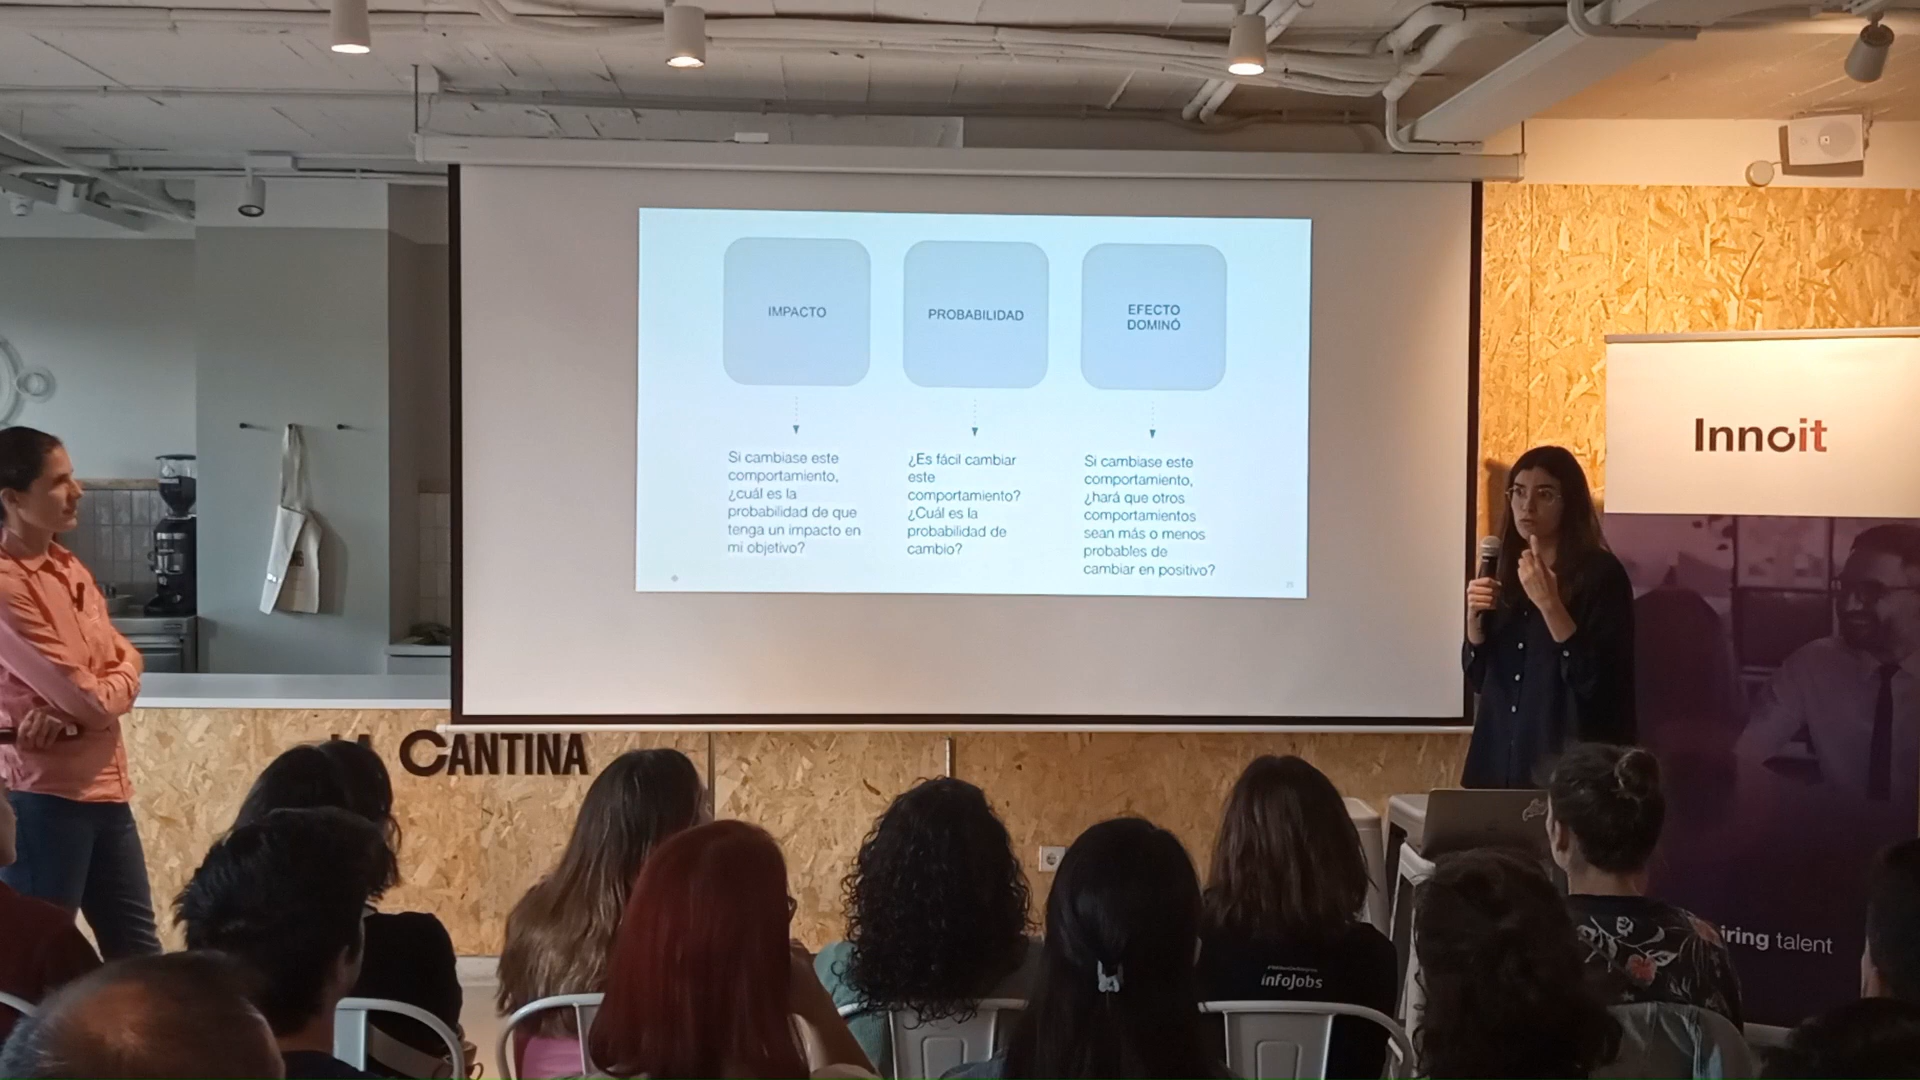 IMPACTO
Si cambiase este
comportamiento,
¿cuál es la
probabilidad de que
tenga un impacto en
mi objetivo?
PROBABILIDAD
¿Es fácil cambiar
este
comportamiento?
¿Cuál es la
probabilidad de
cambio?
EFECTO
DOMINÓ
Si cambiase este
comportamiento,
¿hará que otros
comportamientos
sean más o menos
probables de
cambiar en positivo?
Innoit
LA CANTINA
iring talent
infoJobs